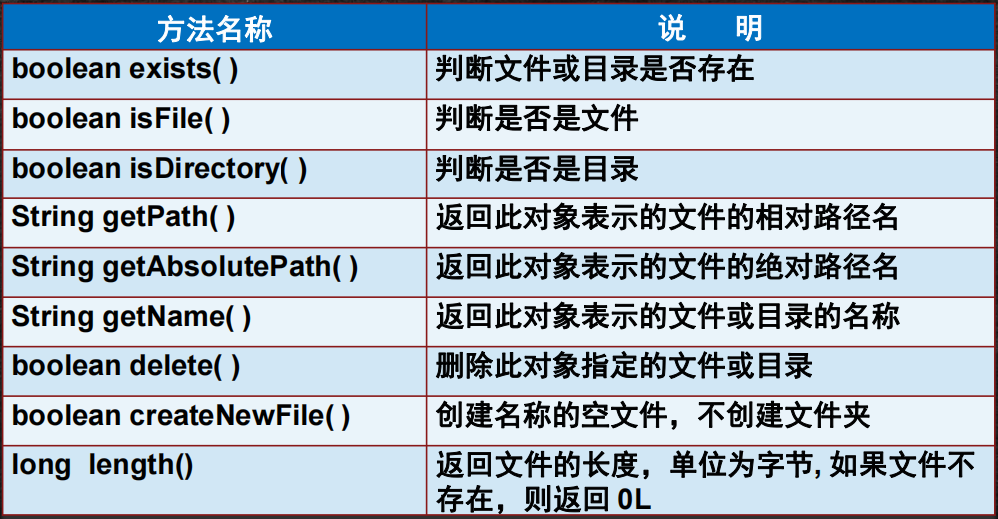 方法名称 说 明
boolean exists( ) 判断文件或目录是否存在
boolean isFile( ) 判断是否是文件
boolean isDirectory( ) 判断是否是目录
String getPath( ) 返回此对象表示的文件的相对路径名
String getAbsolutePath( ) 返回此对象表示的文件的绝对路径名
String getName( ) 返回此对象表示的文件或目录的名称
boolean delete( ) 删除此对象指定的文件或目录
boolean createNewFile( ) 创建名称的空文件，不创建文件夹
long length() 返回文件的长度，单位为字节, 如果文件不
存在，则返回 0L